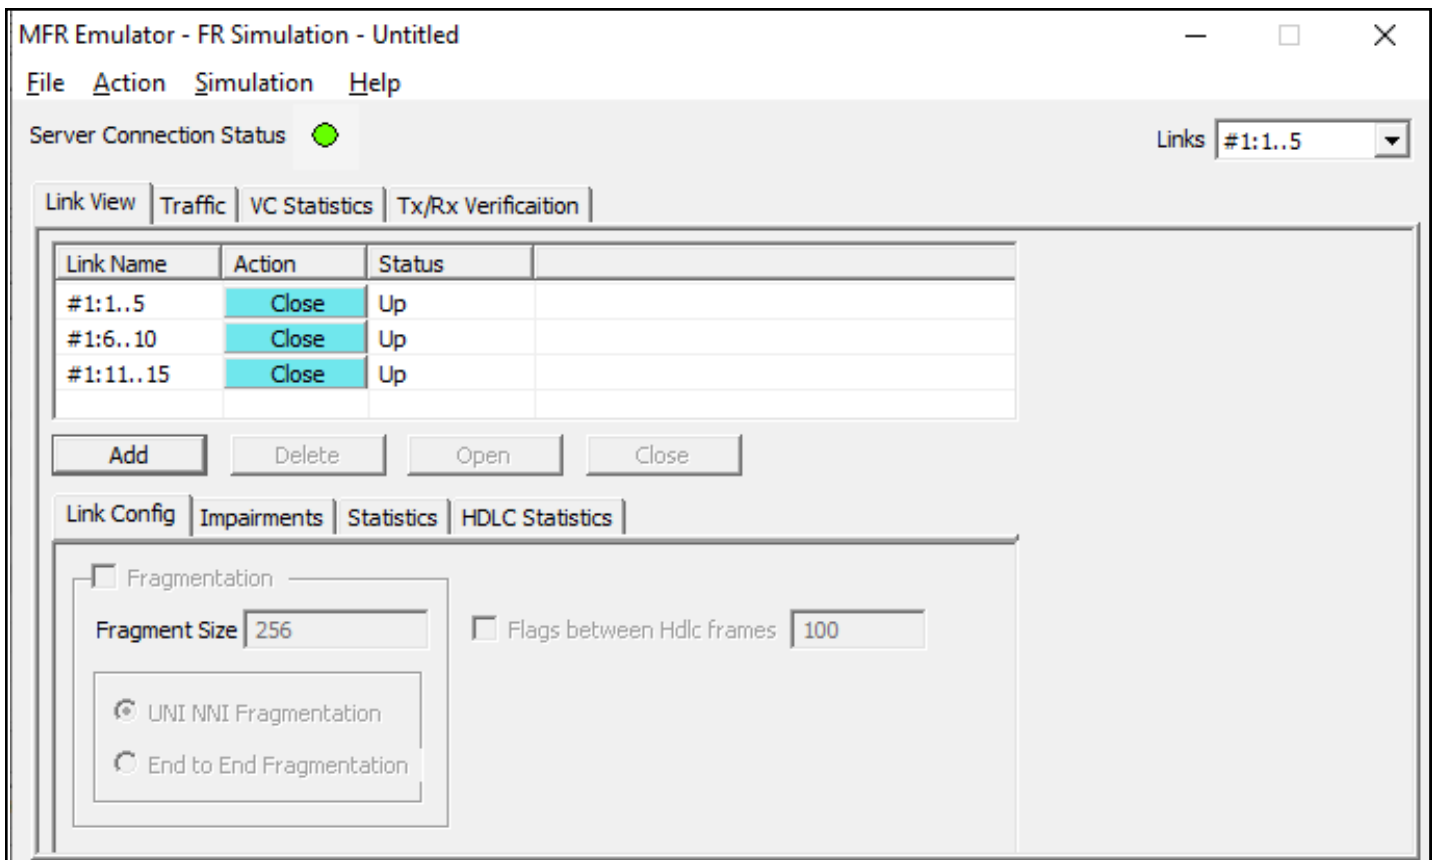 MFR Emulator - FR Simulation - Untitled
File Action Simulation Help
Server Connection Status Links #1:1..5
Link View Traffic VC Statistics Tx/Rx Verificaition
Link Name Action Status
#1:1..5 Close Up
#1:6..10 Close Up
#1:11..15 Close Up
Add Delete Open Close
Link Config Impairments Statistics HDLC Statistics
Fragmentation
Fragment Size 256 Flags between Hdlc frames 100
UNI NNI Fragmentation
End to End Fragmentation